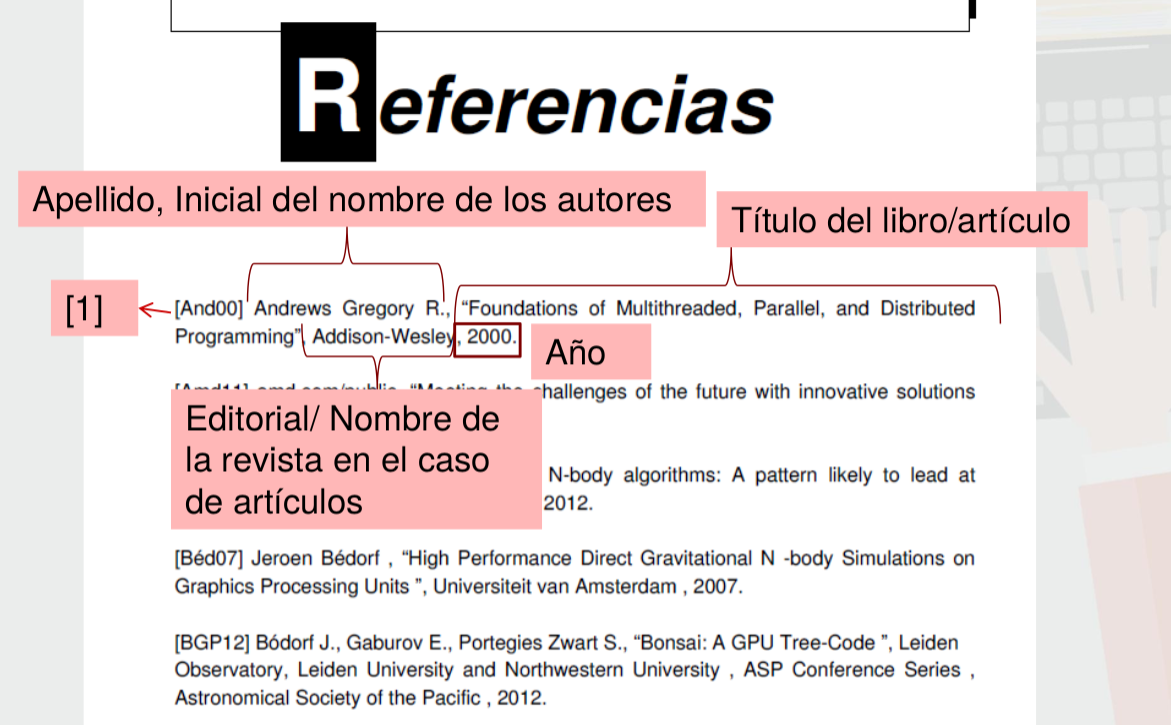 Referencias
Apellido, Inicial del nombre de los autores
Título del libro/artículo
[1]
[And00] Andrews Gregory R., “Foundations of Multithreaded, Parallel, and Distributed
Programming”, Addison-Wesley, 2000.
Año
challenges of the future with innovative solutions
Editorial/ Nombre de
la revista en el caso
de artículos
N-body algorithms: A pattern likely to lead at
2012.
[Béd07] Jeroen Bédorf , “High Performance Direct Gravitational N -body Simulations on
Graphics Processing Units ”, Universiteit van Amsterdam , 2007.
[BGP12] Bódorf J., Gaburov E., Portegies Zwart S., “Bonsai: A GPU Tree-Code ”, Leiden
Observatory, Leiden University and Northwestern University , ASP Conference Series ,
Astronomical Society of the Pacific , 2012.